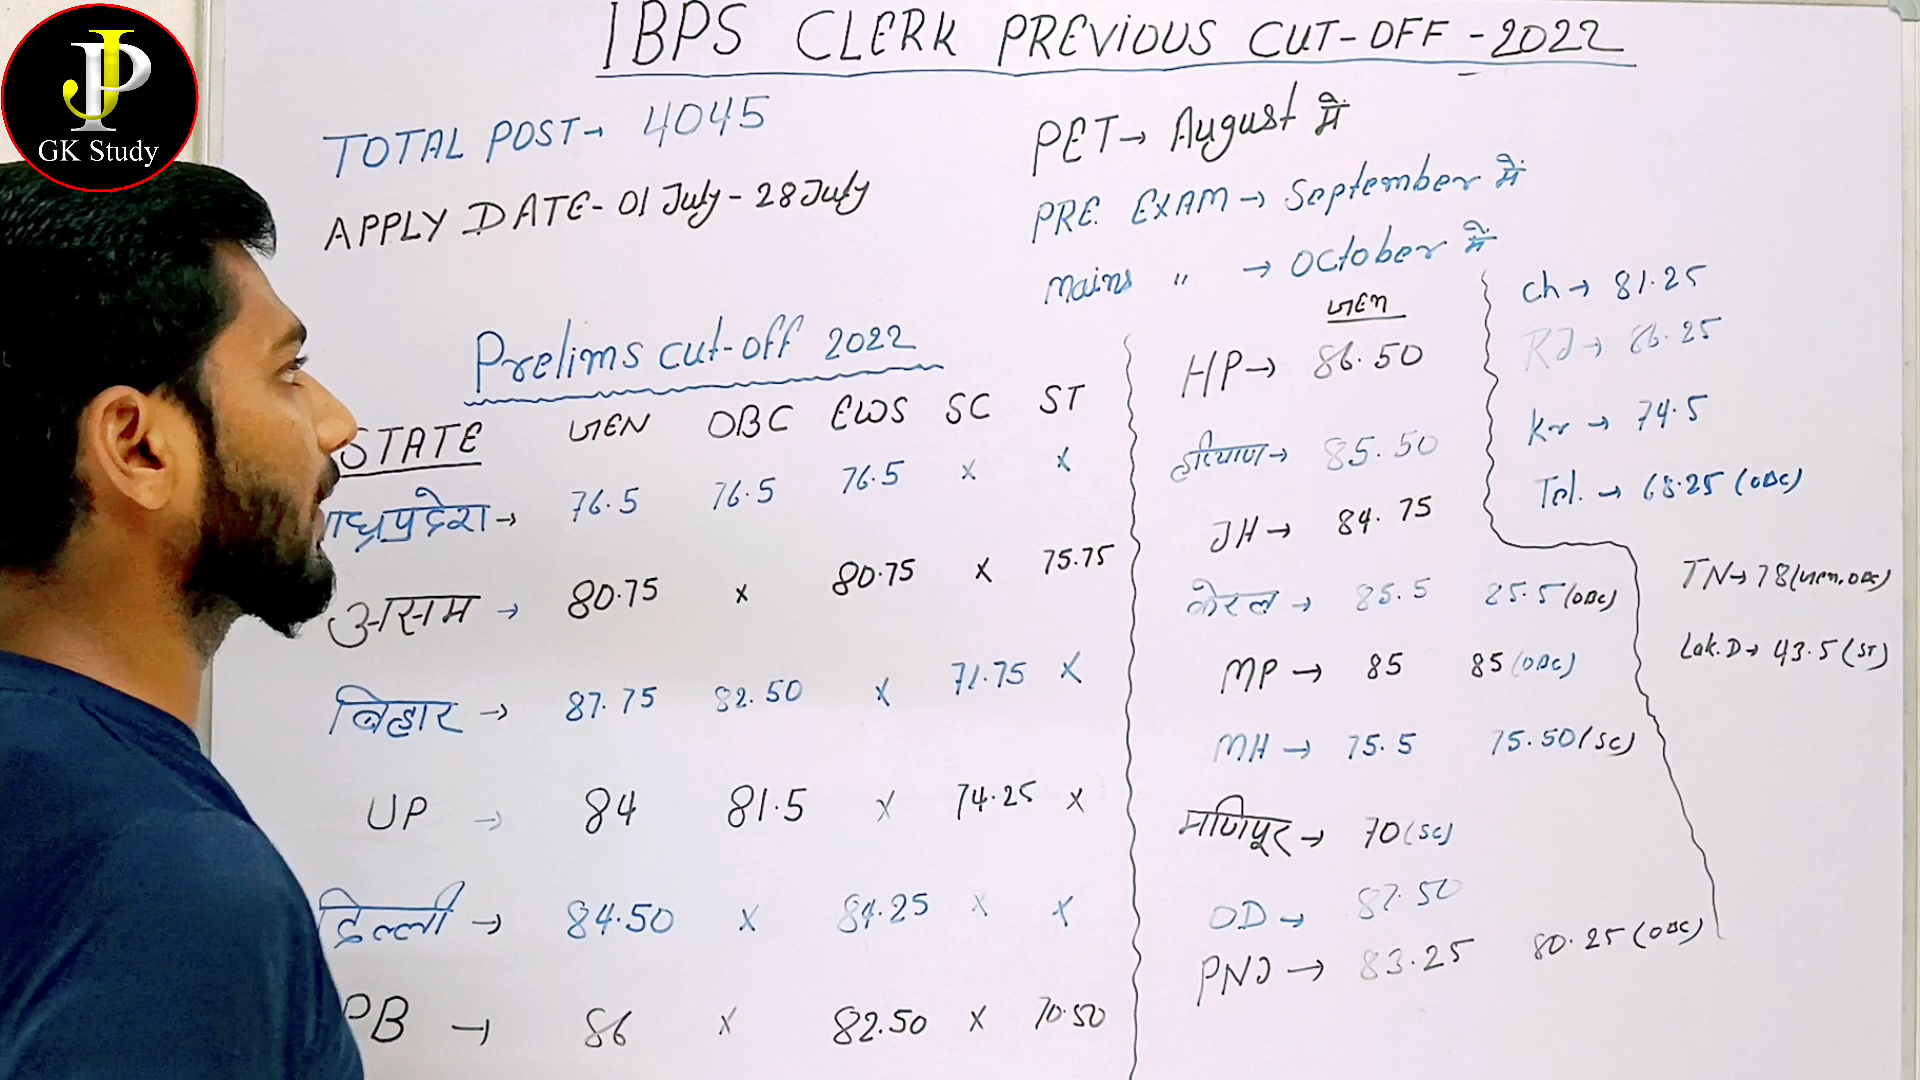 JP
GK Study
IBPS CLERK PREVIOUS CUT-OFF-2022
TOTAL POST→ 4045
APPLY DATE- 01 July - 28 July
PET→ August में
PRE. EXAM → September में
mains " → October में
Prelims cut-off 2022
STATE GEN OBC EWS SC ST
ध्रप्रदेश→ 76.5 76.5 76.5 x x
असम → 80.75 x 80.75 x 75.75
बिहार → 87.75 82.50 x 71.75 x
UP → 84 81.5 x 74.25 x
दिल्ली → 84.50 x 84.25 x x
PB → 86 x 82.50 x 70.50
GEN
HP→ 86.50
हरियाणा→ 85.50
JH→ 84.75
केरल → 85.5 85.5(OBC)
MP → 85 85(OBC)
MH → 75.5 75.50(SC)
मणिपूर→ 70(SC)
OD→ 87.50
PNJ → 83.25 80.25(OBC)
Ch→ 81.25
RJ→ 86.25
Kr → 74.5
Tel. → 68.25 (OBC)
TN→78(Gen,OBC)
Lak.D→ 43.5(ST)